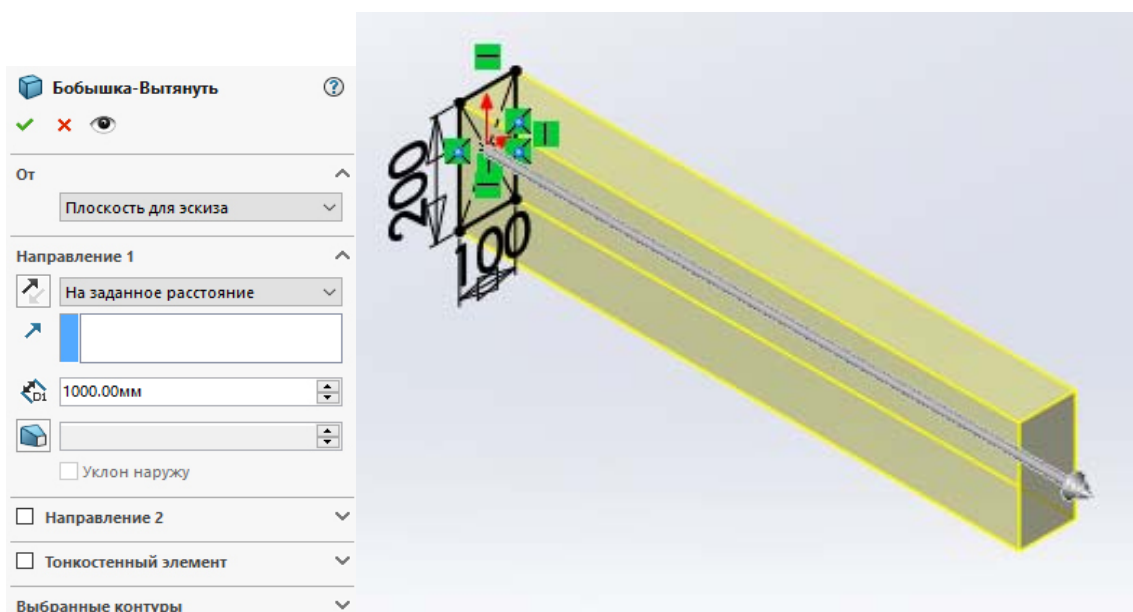 Бобышка-Вытянуть
От
Плоскость для эскиза
Направление 1
На заданное расстояние
D1
1000.00мм
Уклон наружу
Направление 2
Тонкостенный элемент
Выбранные контуры
200
100